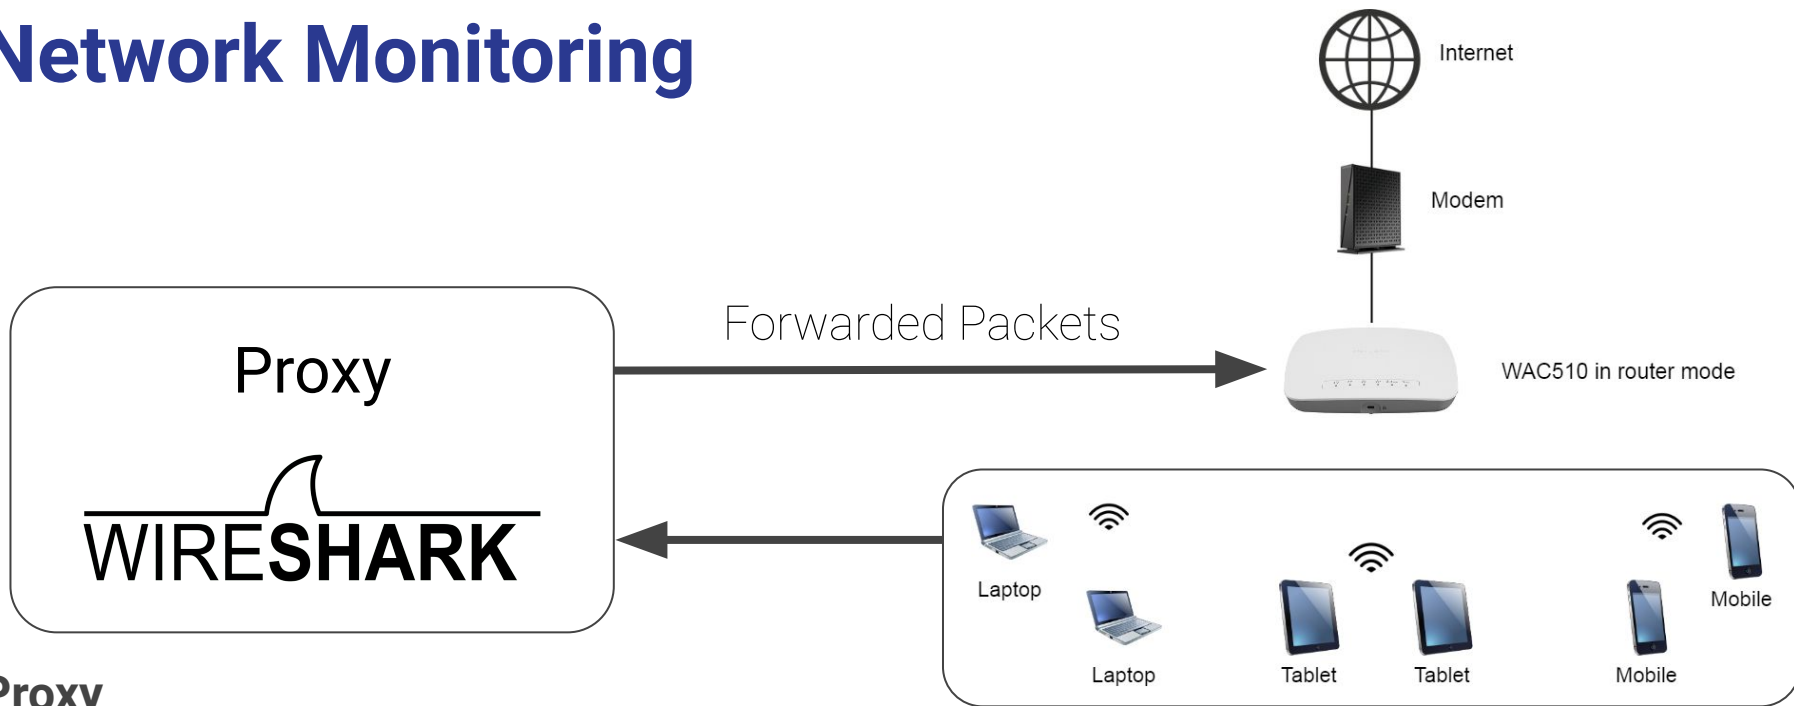 Network Monitoring
Internet
Modem
Forwarded Packets
Proxy
WAC510 in router mode
WIRESHARK
Laptop
Mobile
Laptop
Tablet
Tablet
Mobile
Proxy